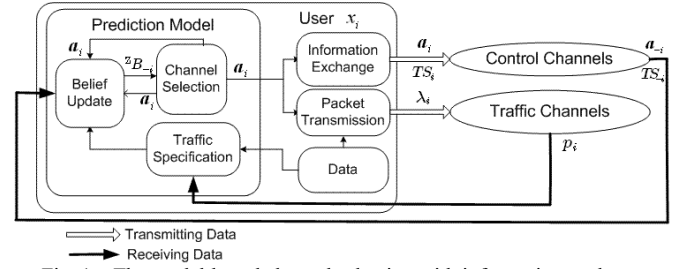 Prediction Model
User x_i
a_i
z_{B_{-i}}
a_i
Belief
Update
Channel
Selection
a_i
Information
Exchange
a_i
TS_i
Control Channels
a_{-i}
TS_{-i}
Packet
Transmission
λ_i
Traffic Channels
Traffic
Specification
Data
p_i
Transmitting Data
Receiving Data